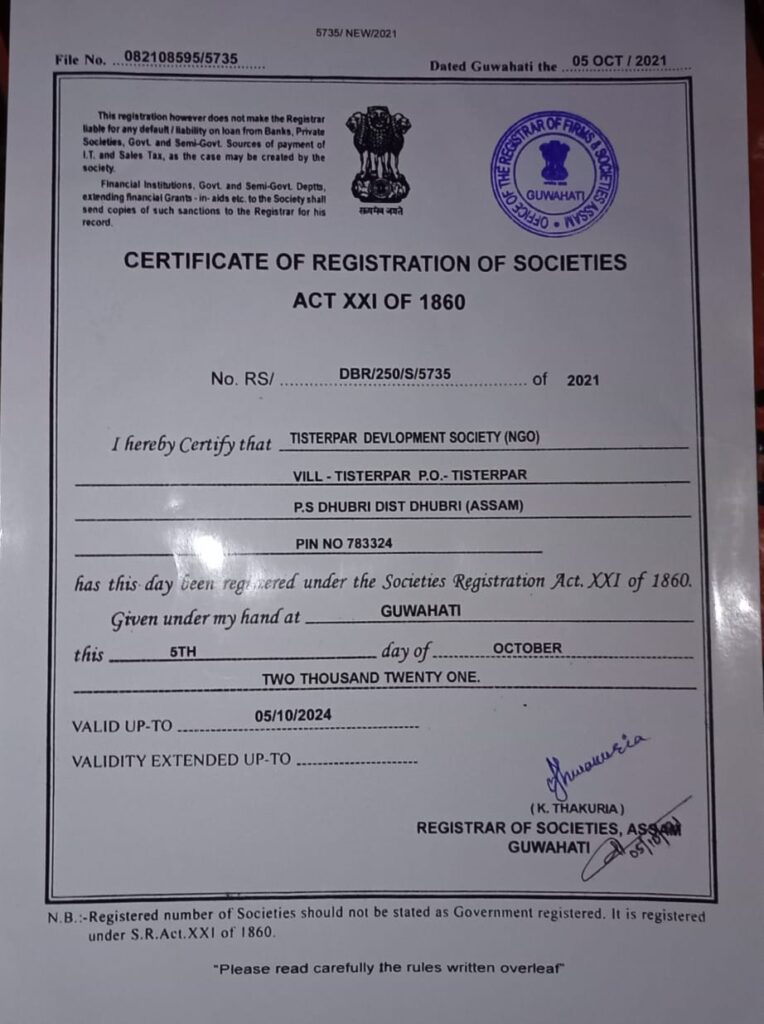 5735/ NEW/2021
File No. 082108595/5735
Dated Guwahati the 05 OCT / 2021
This registration however does not make the Registrar
liable for any default / liability on loan from Banks, Private
Societies, Govt. and Semi-Govt. Sources of payment of
I.T. and Sales Tax, as the case may be created by the
society.
Financial Institutions, Govt. and Semi-Govt. Deptts,
extending financial Grants - in- aids etc. to the Society shall
send copies of such sanctions to the Registrar for his
record.
सत्यमेव जयते
OFFICE OF THE REGISTRAR OF FIRMS & SOCIETIES ASSAM
GUWAHATI
CERTIFICATE OF REGISTRATION OF SOCIETIES
ACT XXI OF 1860
No. RS/ DBR/250/S/5735 of 2021
I hereby Certify that TISTERPAR DEVLOPMENT SOCIETY (NGO)
VILL - TISTERPAR P.O.- TISTERPAR
P.S DHUBRI DIST DHUBRI (ASSAM)
PIN NO 783324
has this day been registered under the Societies Registration Act. XXI of 1860.
Given under my hand at GUWAHATI
this 5TH day of OCTOBER
TWO THOUSAND TWENTY ONE.
VALID UP-TO 05/10/2024
VALIDITY EXTENDED UP-TO
( K. THAKURIA )
REGISTRAR OF SOCIETIES, ASSAM
GUWAHATI
05/10/21
N.B.:-Registered number of Societies should not be stated as Government registered. It is registered
under S.R.Act.XXI of 1860.
"Please read carefully the rules written overleaf"